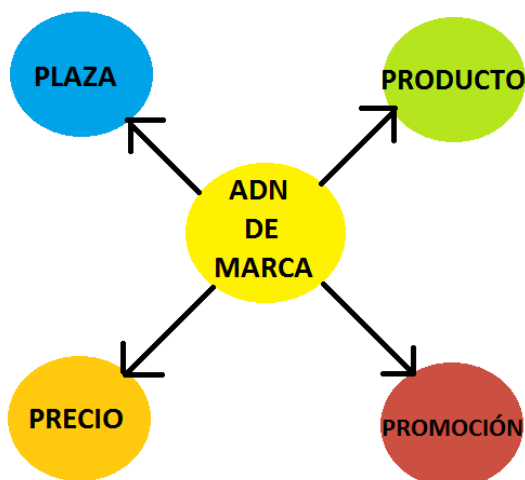 PLAZA
PRODUCTO
ADN
DE
MARCA
PRECIO
PROMOCIÓN